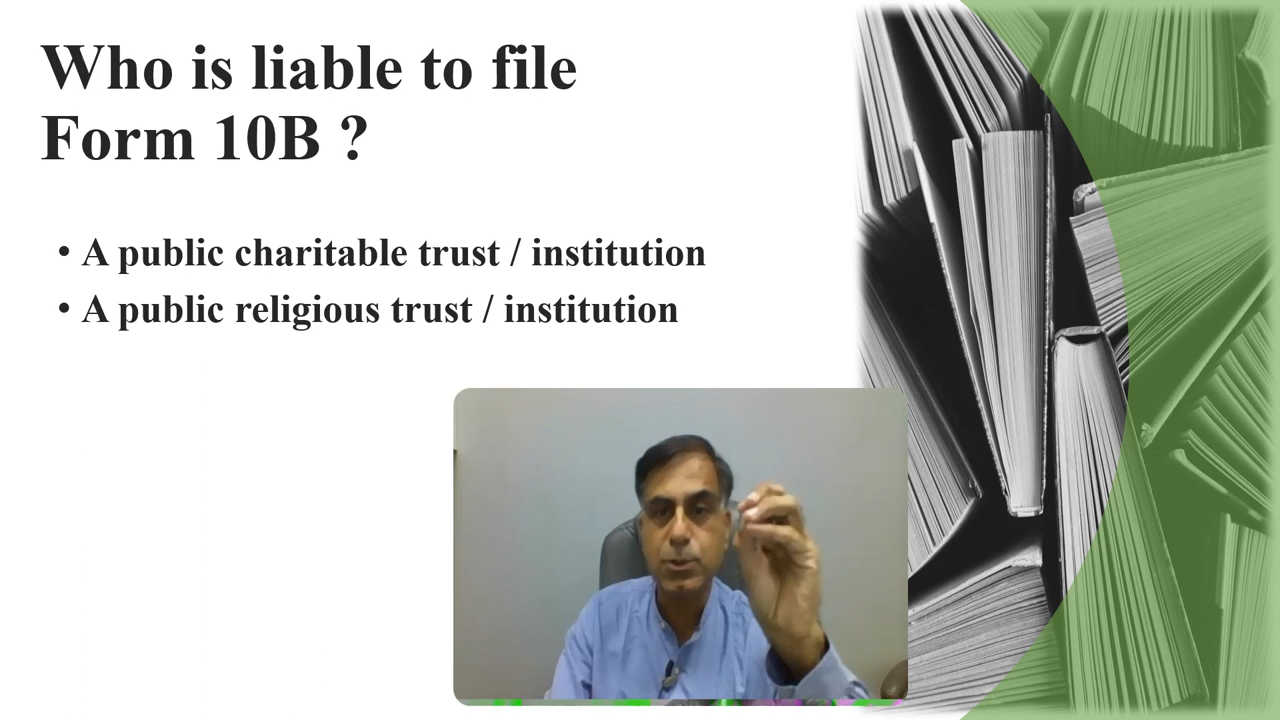 Who is liable to file
Form 10B ?
• A public charitable trust / institution
• A public religious trust / institution